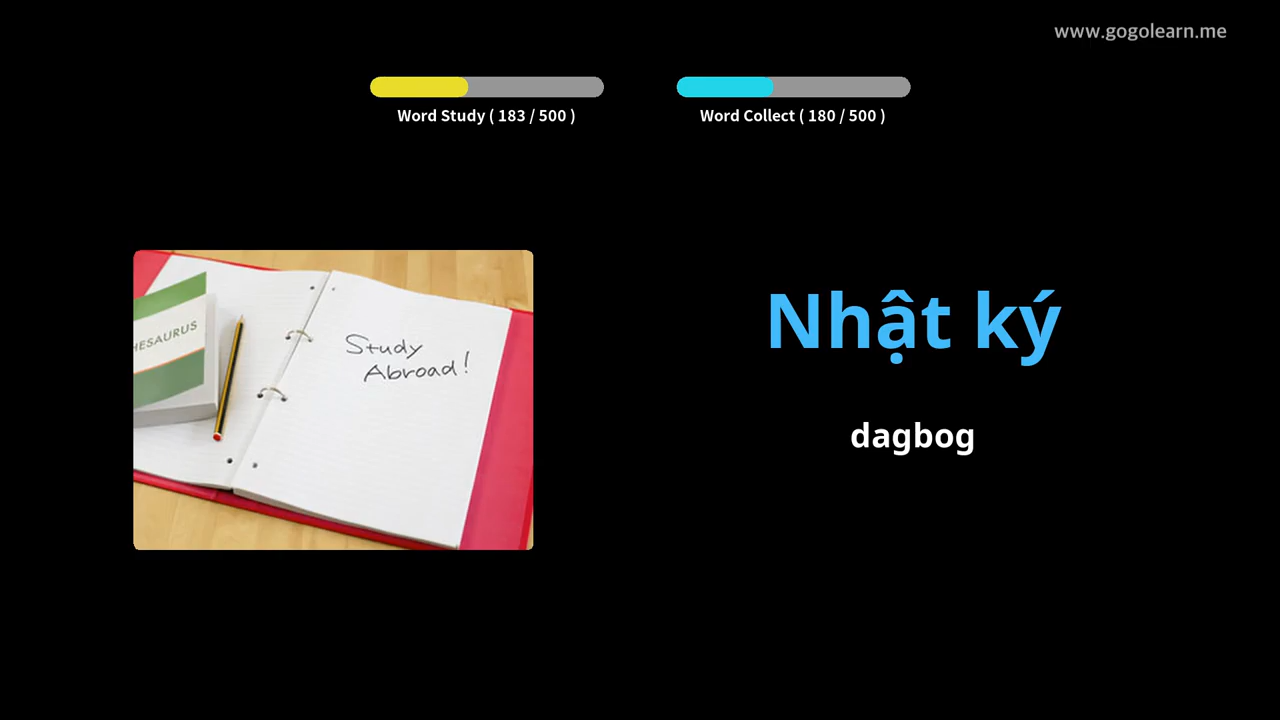 www.gogolearn.me
Word Study ( 183 / 500 )
Word Collect ( 180 / 500 )
HESAURUS
Study
Abroad!
Nhật ký
dagbog